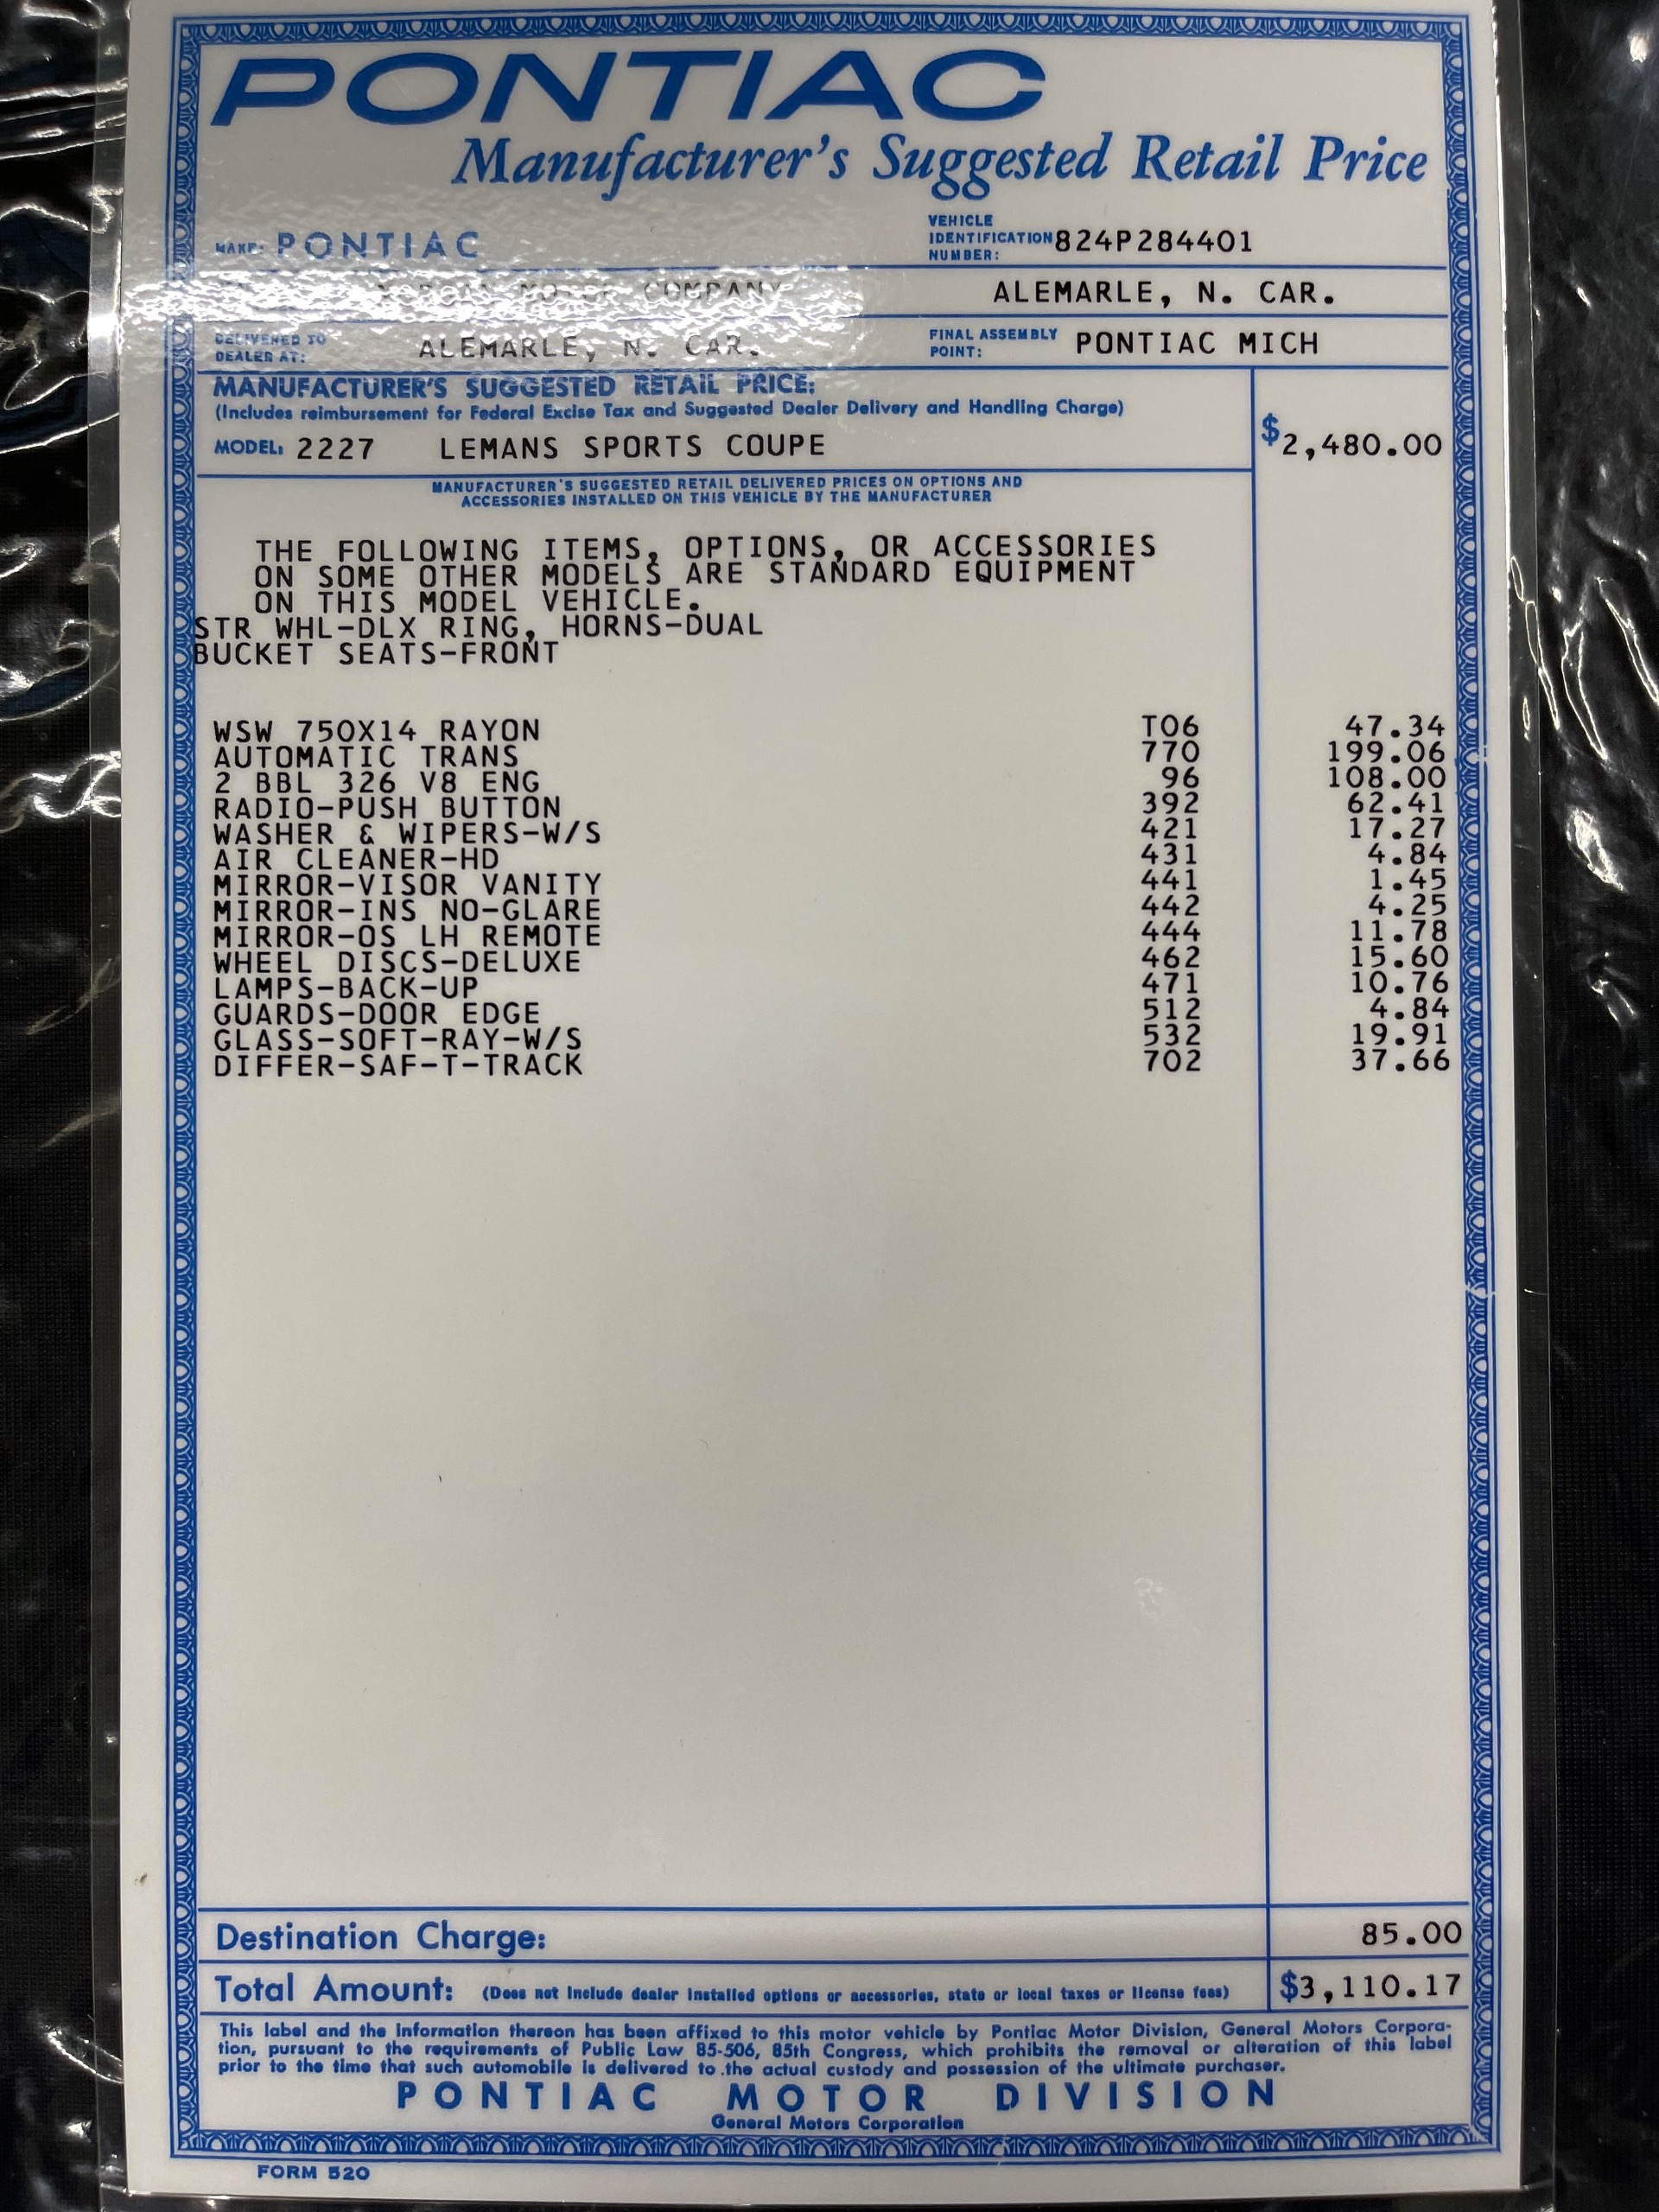 PONTIAC
Manufacturer's Suggested Retail Price
MAKE: PONTIAC
VEHICLE IDENTIFICATION NUMBER: 824P284401
MOTOR COMPANY
ALEMARLE, N. CAR.
DELIVERED TO DEALER AT: ALEMARLE, N. CAR.
FINAL ASSEMBLY POINT: PONTIAC MICH
MANUFACTURER'S SUGGESTED RETAIL PRICE:
(Includes reimbursement for Federal Excise Tax and Suggested Dealer Delivery and Handling Charge)
MODEL: 2227 LEMANS SPORTS COUPE $2,480.00
MANUFACTURER'S SUGGESTED RETAIL DELIVERED PRICES ON OPTIONS AND
ACCESSORIES INSTALLED ON THIS VEHICLE BY THE MANUFACTURER
THE FOLLOWING ITEMS, OPTIONS, OR ACCESSORIES
ON SOME OTHER MODELS ARE STANDARD EQUIPMENT
ON THIS MODEL VEHICLE.
STR WHL-DLX RING, HORNS-DUAL
BUCKET SEATS-FRONT
WSW 750X14 RAYON T06 47.34
AUTOMATIC TRANS 770 199.06
2 BBL 326 V8 ENG 96 108.00
RADIO-PUSH BUTTON 392 62.41
WASHER & WIPERS-W/S 421 17.27
AIR CLEANER-HD 431 4.84
MIRROR-VISOR VANITY 441 1.45
MIRROR-INS NO-GLARE 442 4.25
MIRROR-OS LH REMOTE 444 11.78
WHEEL DISCS-DELUXE 462 15.60
LAMPS-BACK-UP 471 10.76
GUARDS-DOOR EDGE 512 4.84
GLASS-SOFT-RAY-W/S 532 19.91
DIFFER-SAF-T-TRACK 702 37.66
Destination Charge: 85.00
Total Amount: (Does not include dealer installed options or accessories, state or local taxes or license fees) $3,110.17
This label and the information thereon has been affixed to this motor vehicle by Pontiac Motor Division, General Motors Corpora-
tion, pursuant to the requirements of Public Law 85-506, 85th Congress, which prohibits the removal or alteration of this label
prior to the time that such automobile is delivered to .the actual custody and possession of the ultimate purchaser.
PONTIAC MOTOR DIVISION
General Motors Corporation
FORM 520